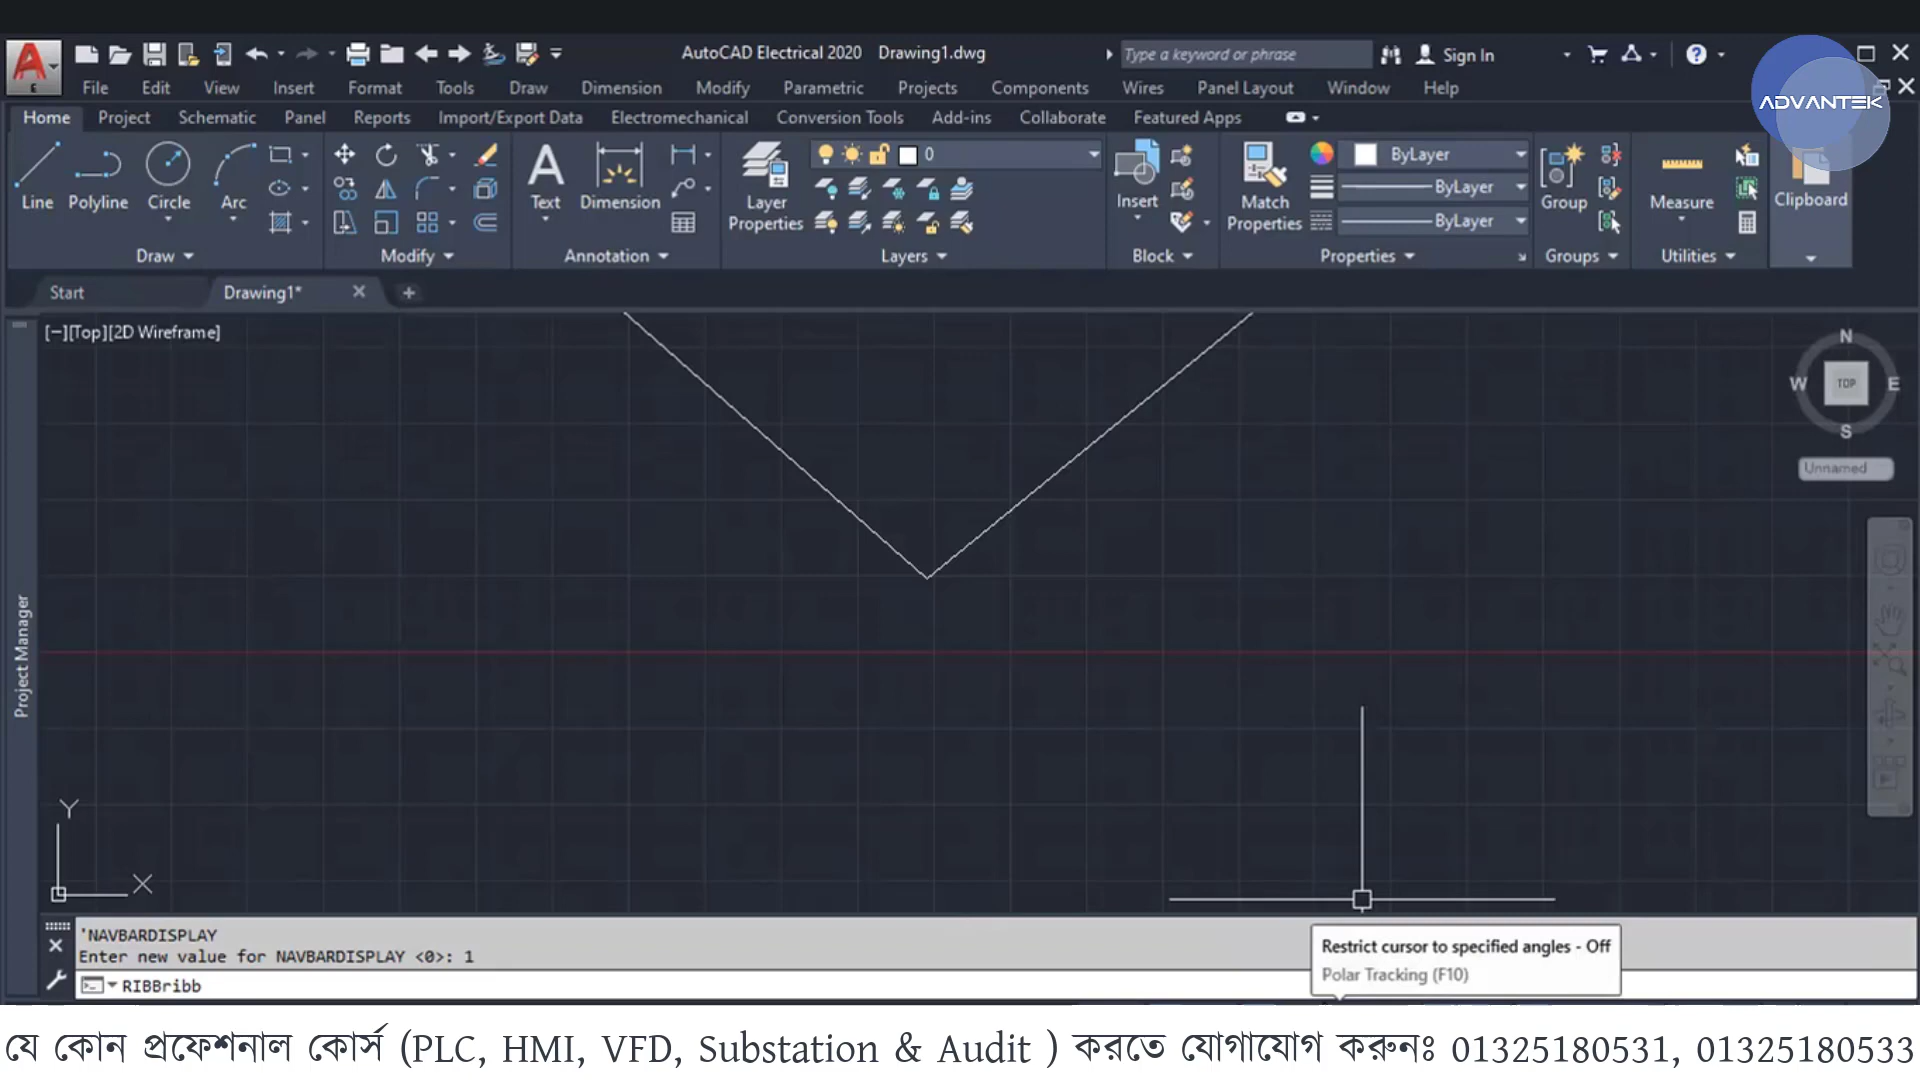 AutoCAD Electrical 2020 Drawing1.dwg
Type a keyword or phrase
Sign In
ADVANTEK
File Edit View Insert Format Tools Draw Dimension Modify Parametric Projects Components Wires Panel Layout Window Help
Home Project Schematic Panel Reports Import/Export Data Electromechanical Conversion Tools Add-ins Collaborate Featured Apps
0
ByLayer
ByLayer
ByLayer
Line Polyline Circle Arc
Text Dimension
Layer Properties
Insert
Match Properties
Group
Measure
Clipboard
Draw Modify Annotation Layers Block Properties Groups Utilities
Start Drawing1*
[−][Top][2D Wireframe]
N
W TOP E
S
Unnamed
Project Manager
Y
X
'NAVBARDISPLAY
Enter new value for NAVBARDISPLAY <0>: 1
RIBBribb
Restrict cursor to specified angles - Off
Polar Tracking (F10)
যে কোন প্রফেশনাল কোর্স (PLC, HMI, VFD, Substation & Audit ) করতে যোগাযোগ করুনঃ 01325180531, 01325180533